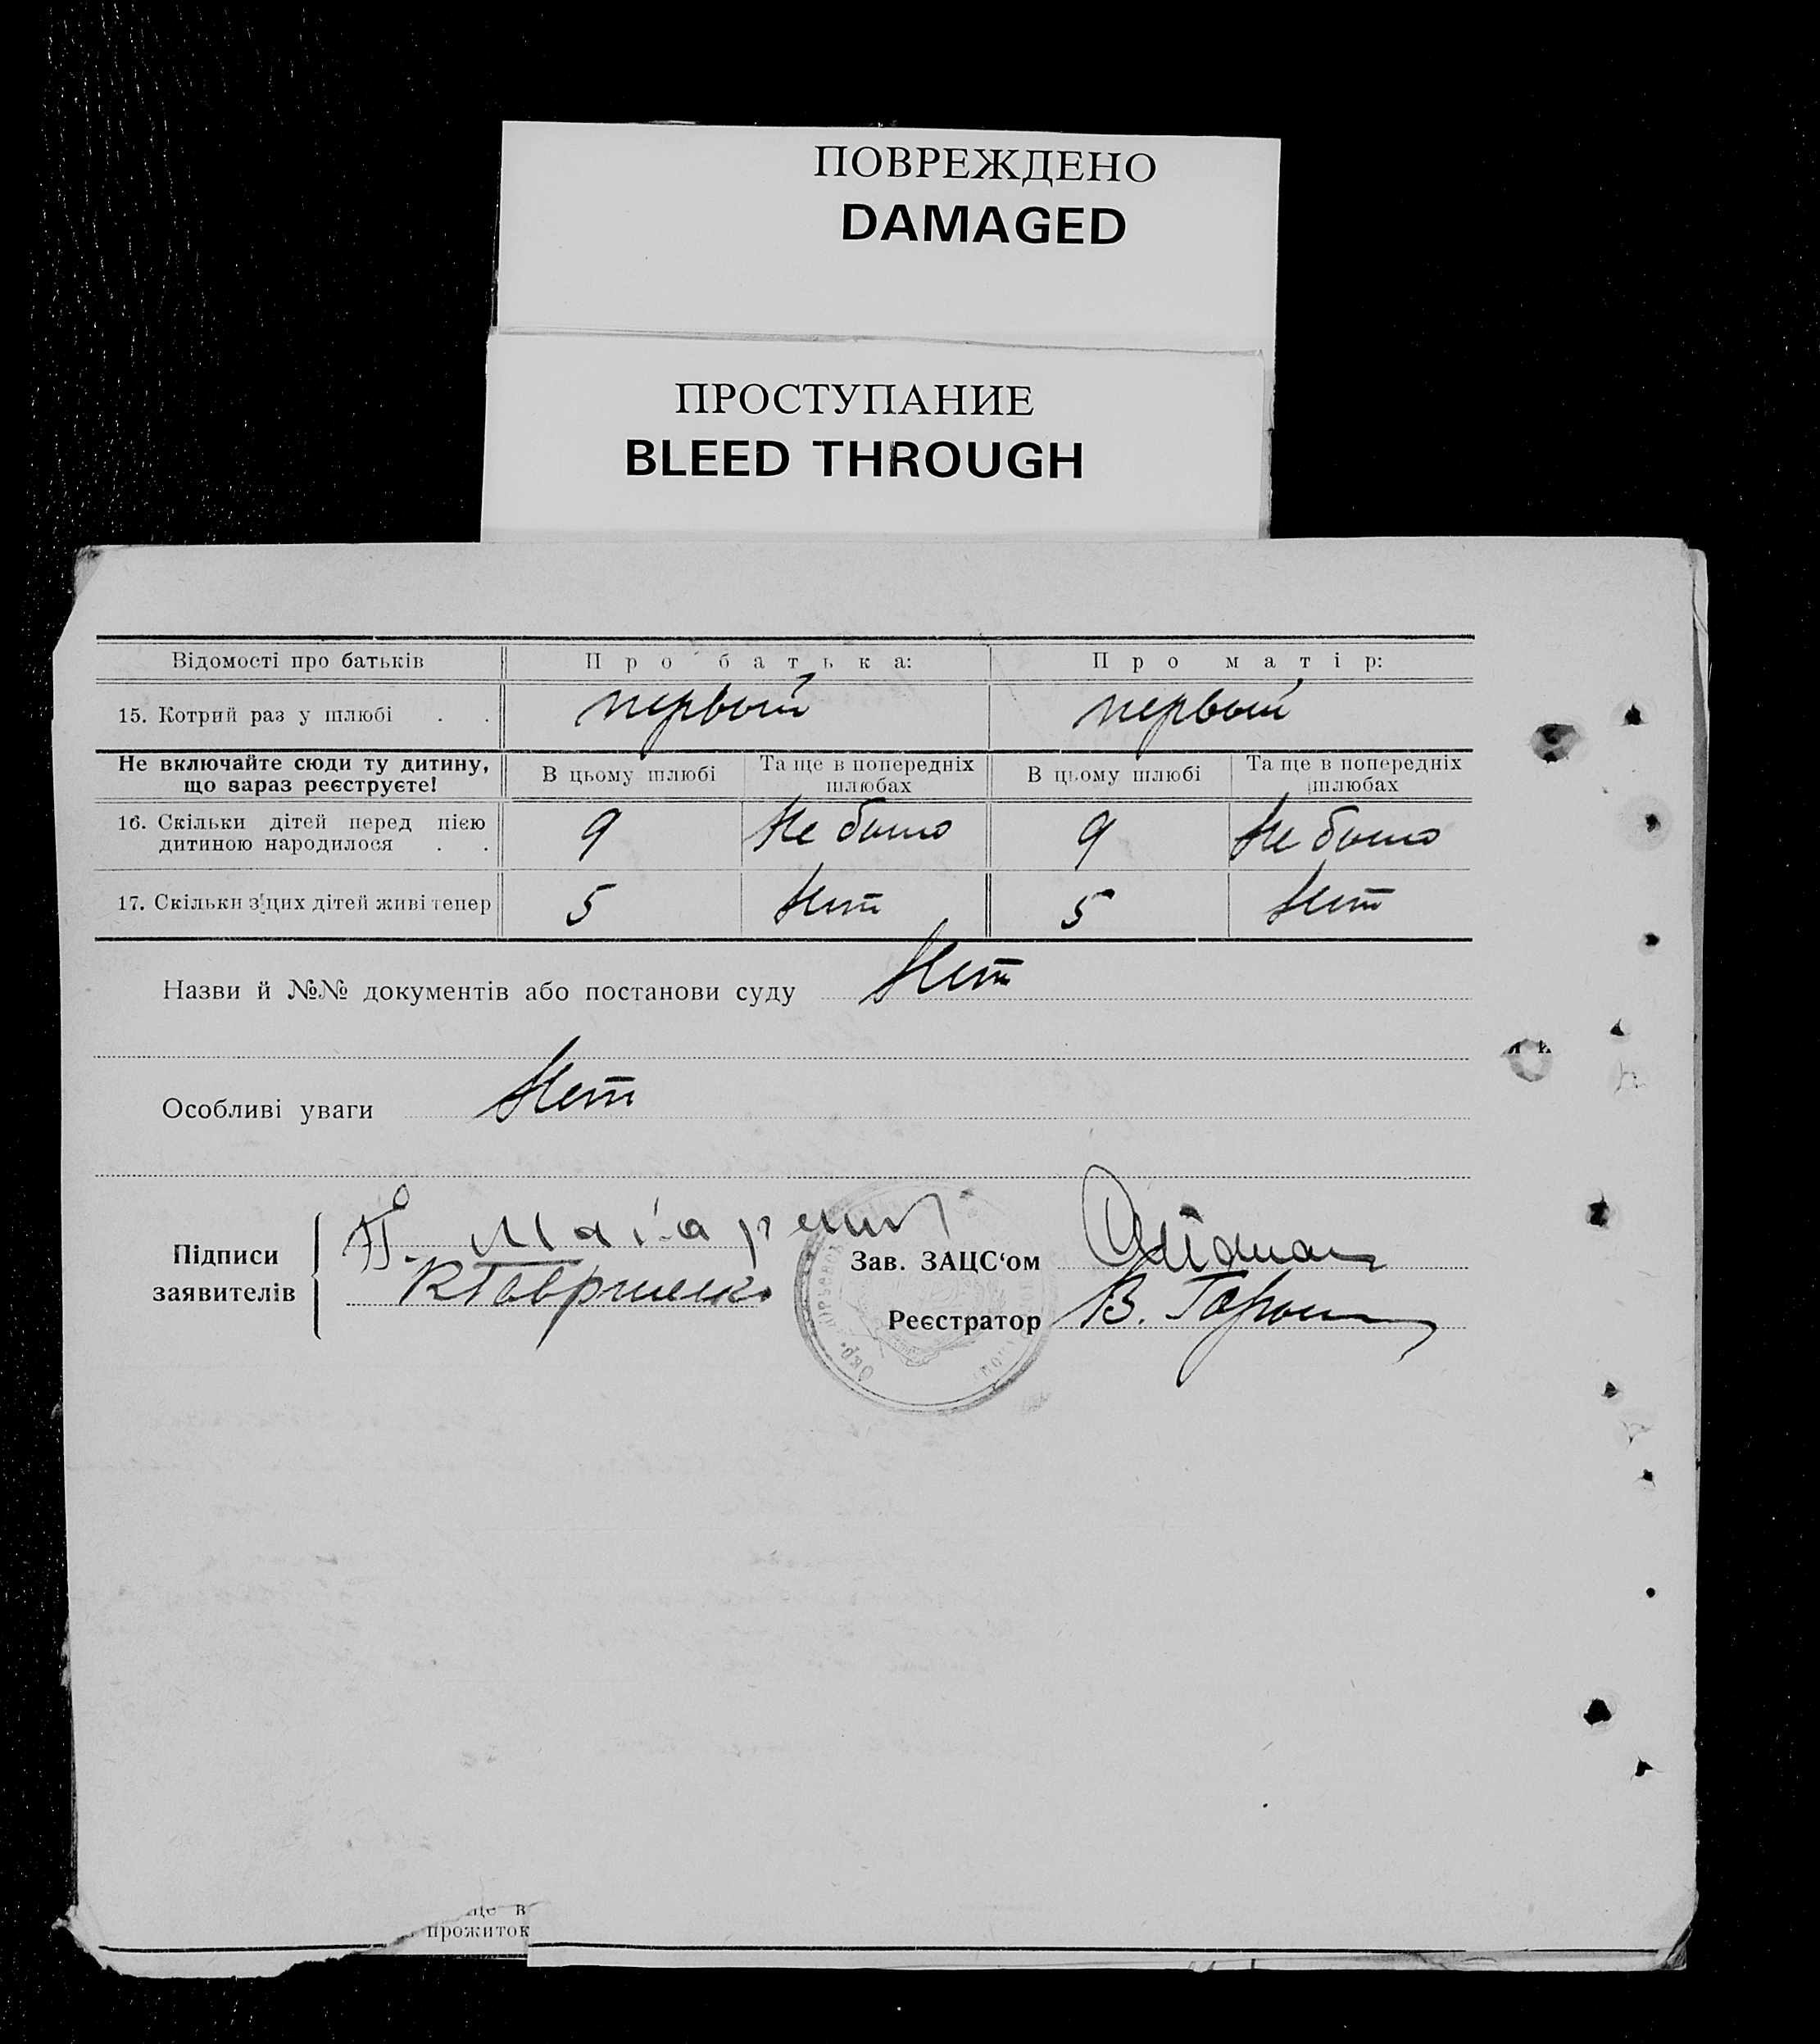 ПОВРЕЖДЕНО
DAMAGED
ПРОСТУПАНИЕ
BLEED THROUGH
Відомості про батьків Про батька: Про матір:
15. Котрий раз у шлюбі . . первый первый
Не включайте сюди ту дитину, що зараз реєструєте! В цьому шлюбі Та ще в попередніх шлюбах В цьому шлюбі Та ще в попередніх шлюбах
16. Скільки дітей перед цією дитиною народилося . . 9 Не было 9 Не было
17. Скільки з цих дітей живі тепер 5 Нет 5 Нет
Назви й №№ документів або постанови суду Нет
Особливі уваги Нет
Підписи заявителів
Зав. ЗАЦС‘ом
Реєстратор В.
прожиток